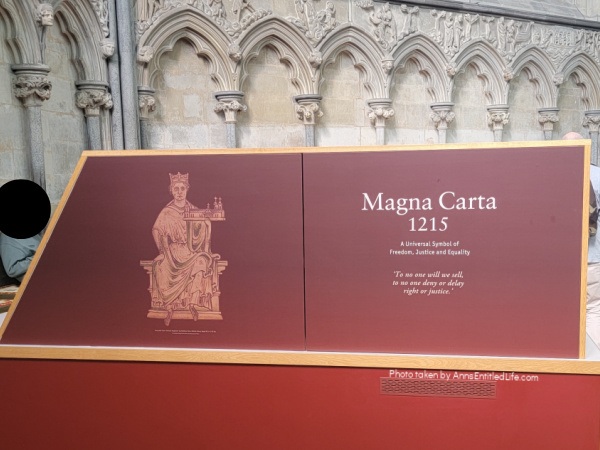 Magna Carta
1215
A Universal Symbol of
Freedom, Justice and Equality
‘To no one will we sell,
to no one deny or delay
right or justice.’
Photo taken by AnnsEntitledLife.com